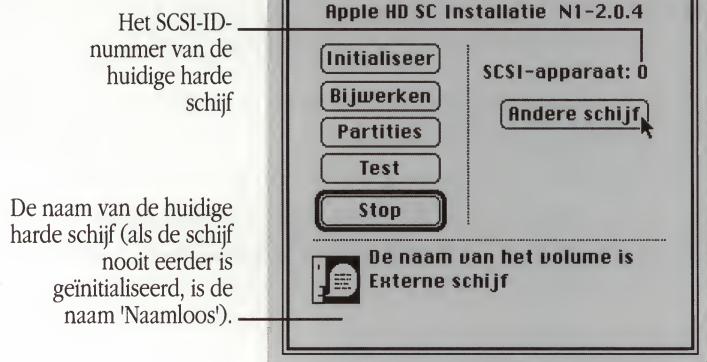 Het SCSI-ID-
nummer van de
huidige harde
schijf
De naam van de huidige
harde schijf (als de schijf
nooit eerder is
geïnitialiseerd, is de
naam 'Naamloos').
Apple HD SC Installatie N1-2.0.4
Initialiseer
Bijwerken
Partities
Test
Stop
SCSI-apparaat: 0
Andere schijf
De naam van het volume is
Externe schijf